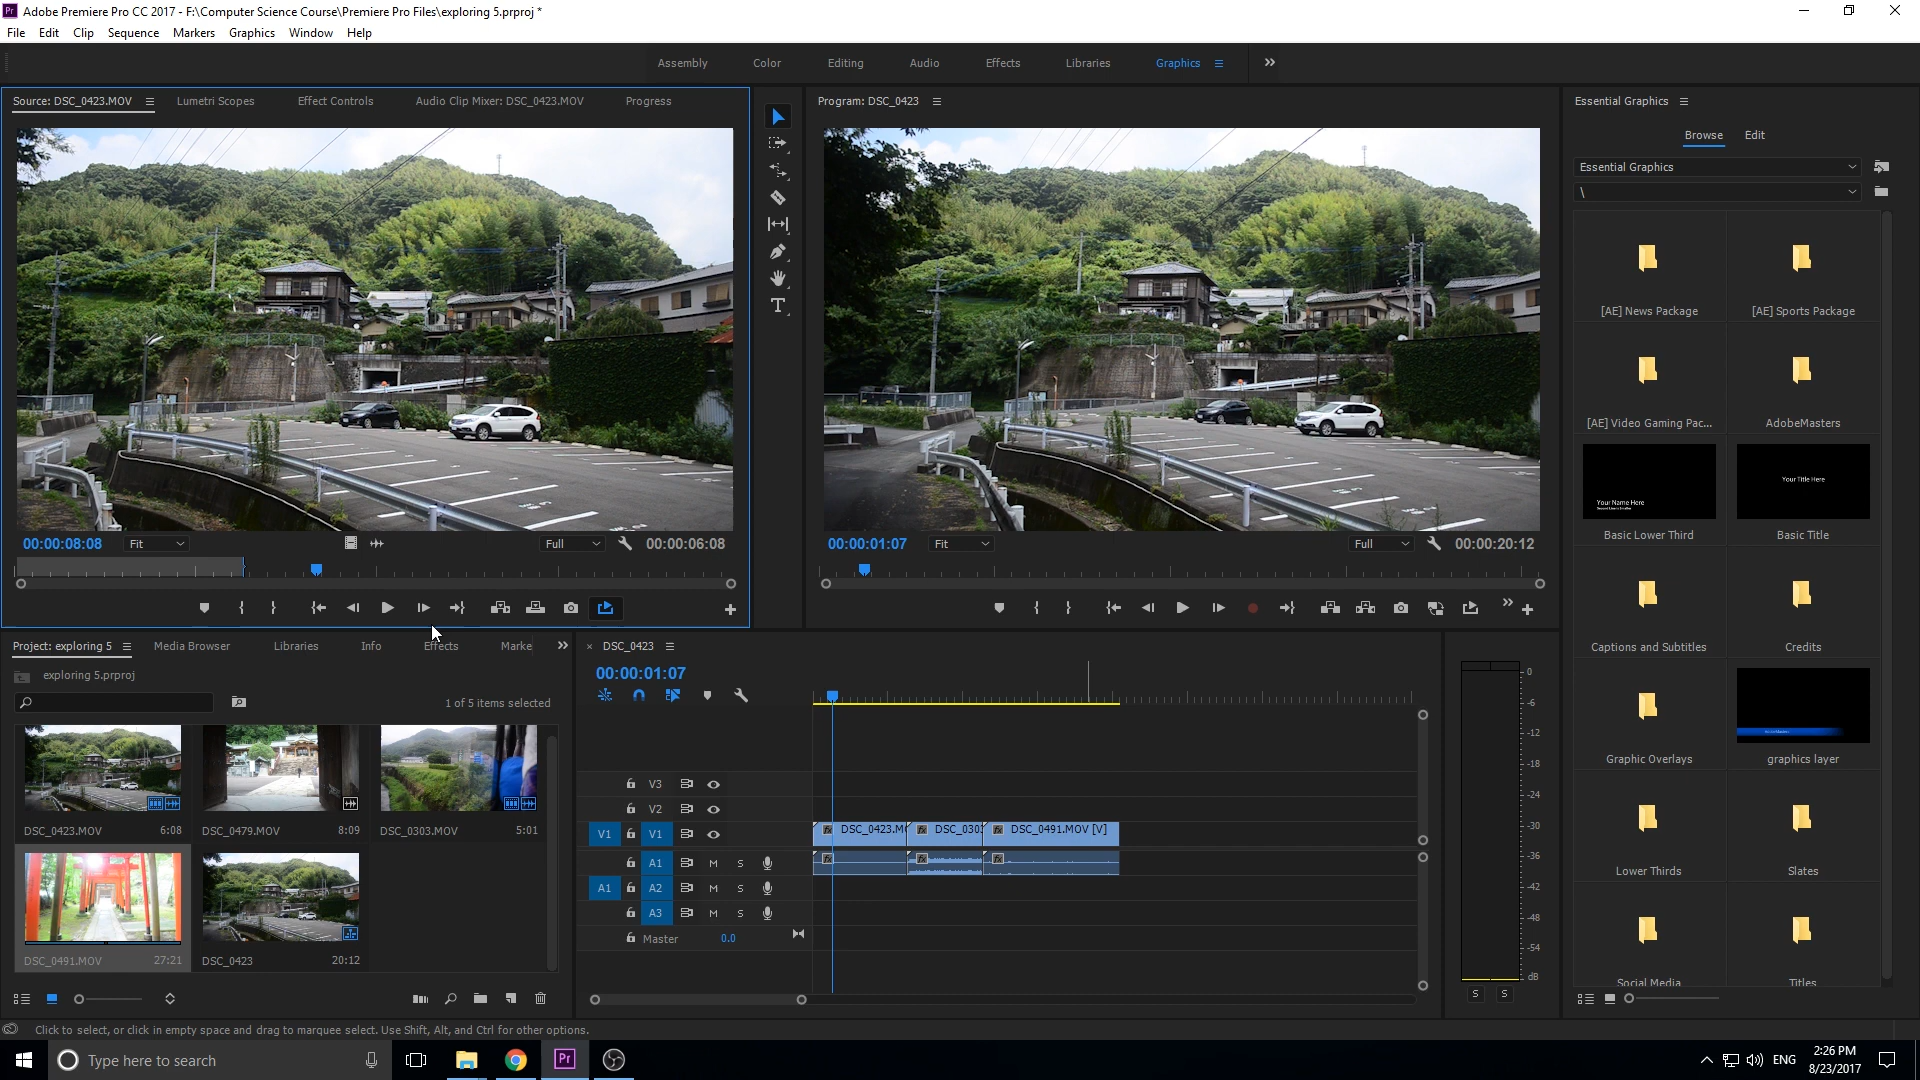 Pr Adobe Premiere Pro CC 2017 - F:\Computer Science Course\Premiere Pro Files\exploring 5.prproj *
File Edit Clip Sequence Markers Graphics Window Help
Assembly Color Editing Audio Effects Libraries Graphics
Source: DSC_0423.MOV Lumetri Scopes Effect Controls Audio Clip Mixer: DSC_0423.MOV Progress
Program: DSC_0423
Essential Graphics
Browse Edit
Essential Graphics
\
[AE] News Package [AE] Sports Package
[AE] Video Gaming Pac... AdobeMasters
Your Name Here
Your Title Here
Basic Lower Third Basic Title
Captions and Subtitles Credits
Graphic Overlays graphics layer
Lower Thirds Slates
Social Media Titles
00:00:08:08 Fit Full 00:00:06:08
00:00:01:07 Fit Full 00:00:20:12
Project: exploring 5 Media Browser Libraries Info Effects Marke
exploring 5.prproj
1 of 5 items selected
DSC_0423.MOV 6:08 DSC_0479.MOV 8:09 DSC_0303.MOV 5:01
DSC_0491.MOV 27:21 DSC_0423 20:12
× DSC_0423
00:00:01:07
V3
V2
V1 V1 fx DSC_0423.M fx DSC_030 fx DSC_0491.MOV [V]
A1 M S fx fx fx
A1 A2 M S
A3 M S
Master 0.0
0
-6
-12
-18
-24
-30
-36
-42
-48
-54
dB
S S
Click to select, or click in empty space and drag to marquee select. Use Shift, Alt, and Ctrl for other options.
Type here to search
Pr
ENG
2:26 PM
8/23/2017